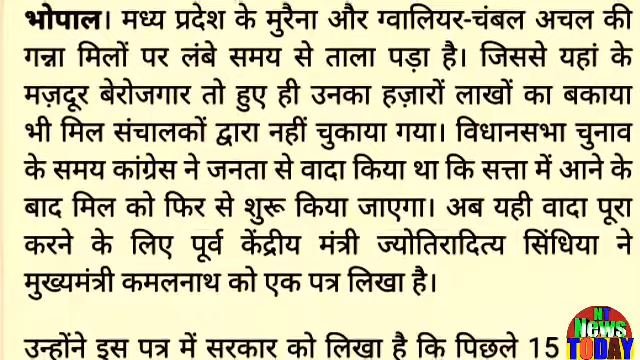 भोपाल। मध्य प्रदेश के मुरैना और ग्वालियर-चंबल अचल की
गन्ना मिलों पर लंबे समय से ताला पड़ा है। जिससे यहां के
मज़दूर बेरोजगार तो हुए ही उनका हज़ारों लाखों का बकाया
भी मिल संचालकों द्वारा नहीं चुकाया गया। विधानसभा चुनाव
के समय कांग्रेस ने जनता से वादा किया था कि सत्ता में आने के
बाद मिल को फिर से शुरू किया जाएगा। अब यही वादा पूरा
करने के लिए पूर्व केंद्रीय मंत्री ज्योतिरादित्य सिंधिया ने
मुख्यमंत्री कमलनाथ को एक पत्र लिखा है।
उन्होंने इस पत्र में सरकार को लिखा है कि पिछले 15
NT
News
TODAY